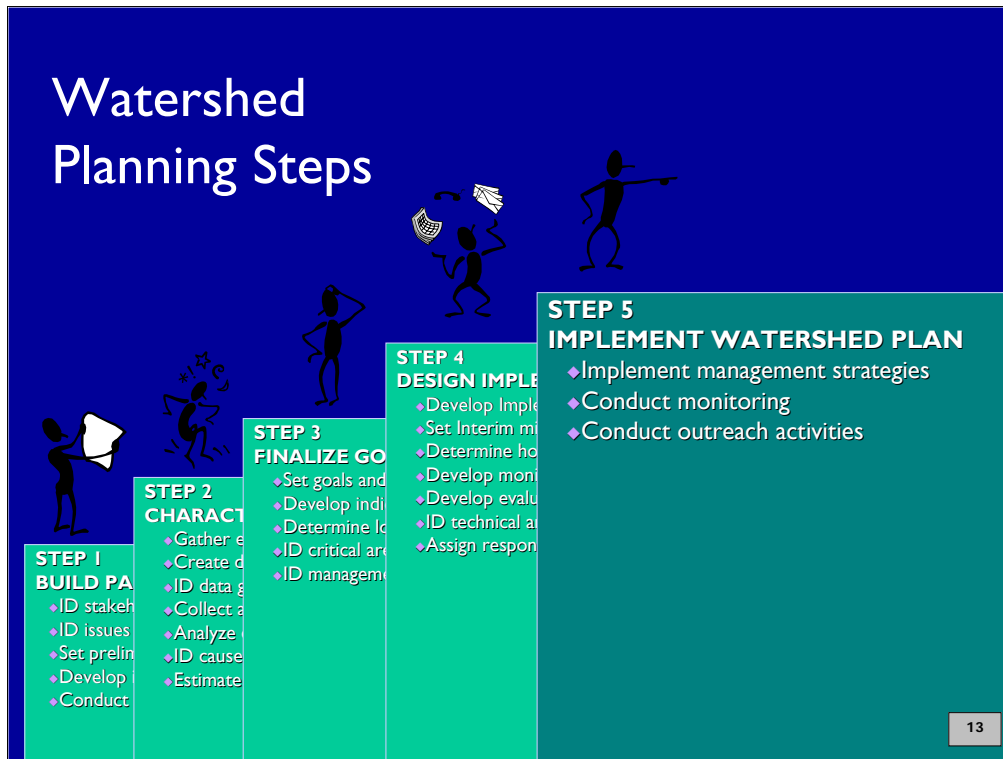 Watershed
Planning Steps
STEP 1
BUILD PA
◆ID stakeh
◆ID issues
◆Set prelim
◆Develop i
◆Conduct
STEP 2
CHARACT
◆Gather e
◆Create d
◆ID data g
◆Collect a
◆Analyze
◆ID cause
◆Estimate
STEP 3
FINALIZE GO
◆Set goals and
◆Develop indi
◆Determine lo
◆ID critical are
◆ID manageme
STEP 4
DESIGN IMPLE
◆Develop Imple
◆Set Interim mi
◆Determine ho
◆Develop moni
◆Develop evalu
◆ID technical a
◆Assign respon
STEP 5
IMPLEMENT WATERSHED PLAN
◆Implement management strategies
◆Conduct monitoring
◆Conduct outreach activities
13